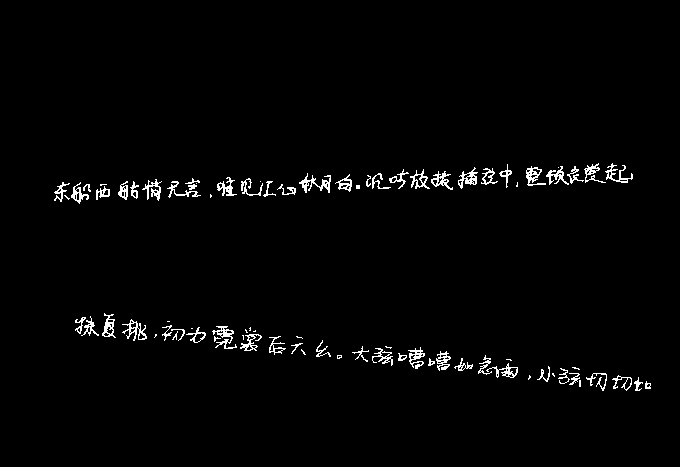 东船西舫悄无言，唯见江心秋月白。沉吟放拨插弦中，整顿衣裳起
抹复挑，初为霓裳后六幺。大弦嘈嘈如急雨，小弦切切如